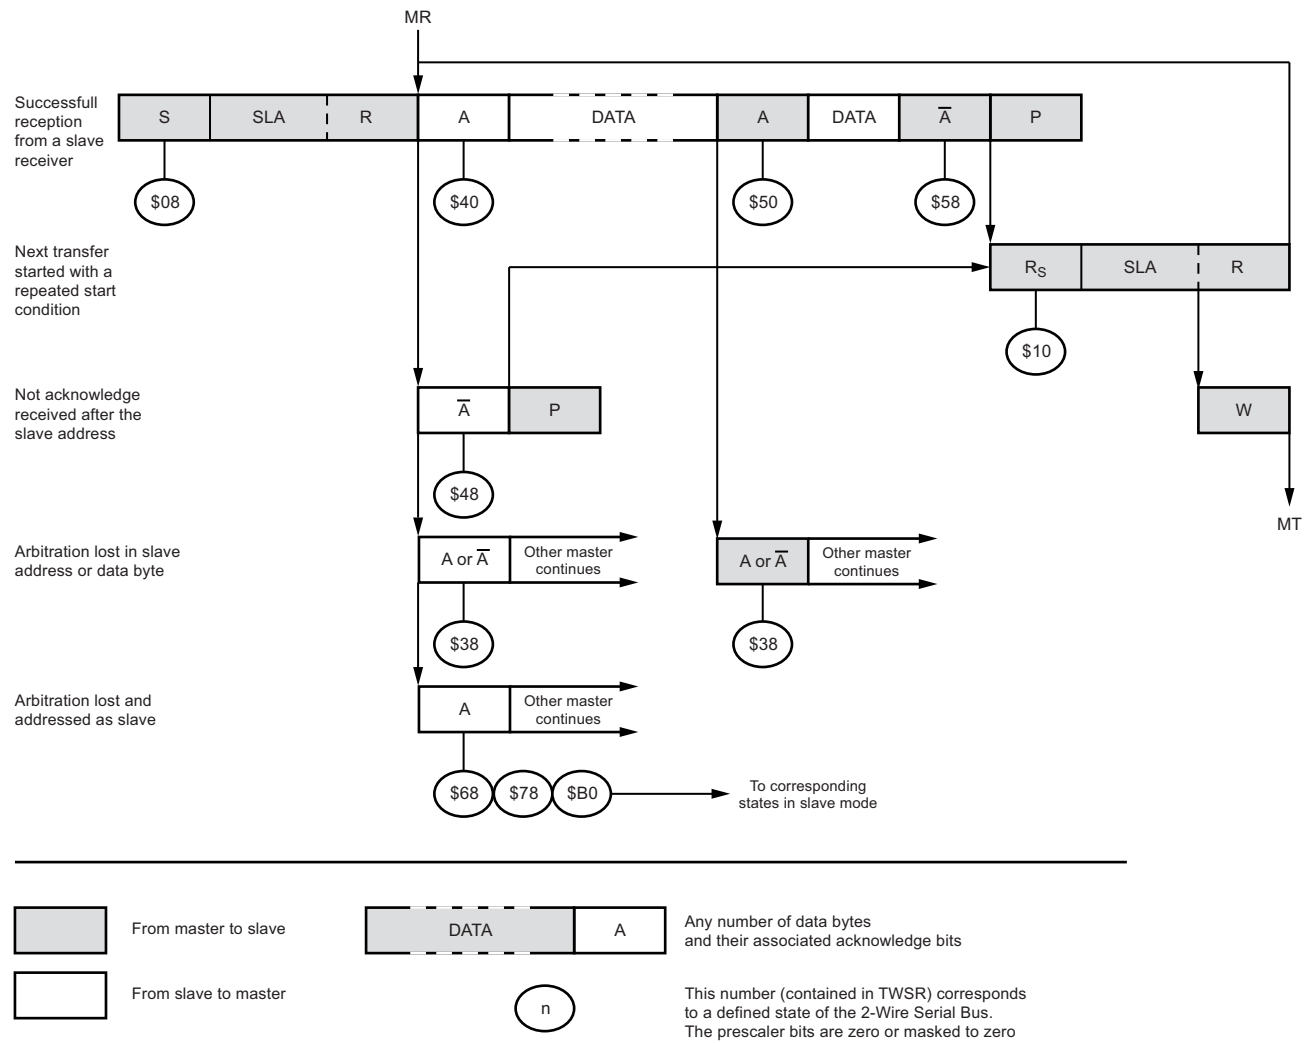 MR
Successfull
reception
from a slave
receiver
S SLA R A DATA A DATA A̅ P
$08 $40 $50 $58
Next transfer
started with a
repeated start
condition
RS SLA R
$10
Not acknowledge
received after the
slave address
A̅ P
W
$48
MT
Arbitration lost in slave
address or data byte
A or A̅
Other master
continues
A or A̅
Other master
continues
$38 $38
Arbitration lost and
addressed as slave
A
Other master
continues
$68 $78 $B0
To corresponding
states in slave mode
From master to slave
DATA A
Any number of data bytes
and their associated acknowledge bits
From slave to master
n
This number (contained in TWSR) corresponds
to a defined state of the 2-Wire Serial Bus.
The prescaler bits are zero or masked to zero